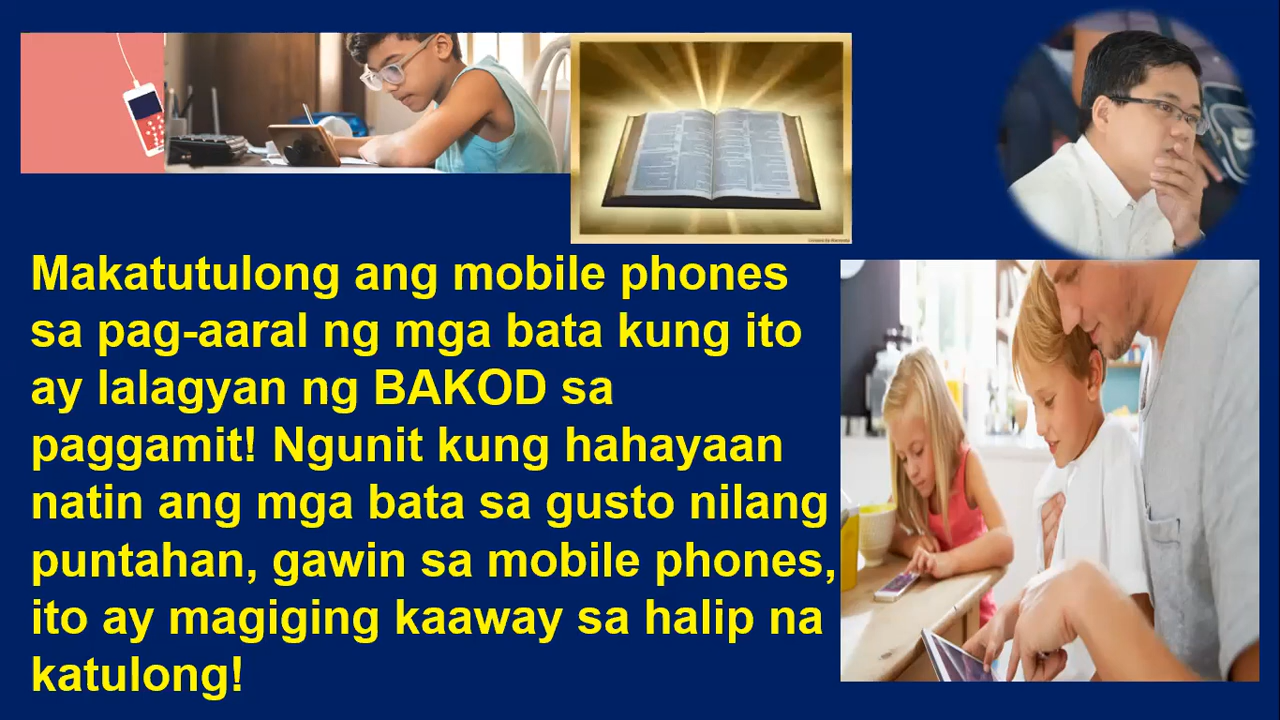 Makatutulong ang mobile phones
sa pag-aaral ng mga bata kung ito
ay lalagyan ng BAKOD sa
paggamit! Ngunit kung hahayaan
natin ang mga bata sa gusto nilang
puntahan, gawin sa mobile phones,
ito ay magiging kaaway sa halip na
katulong!